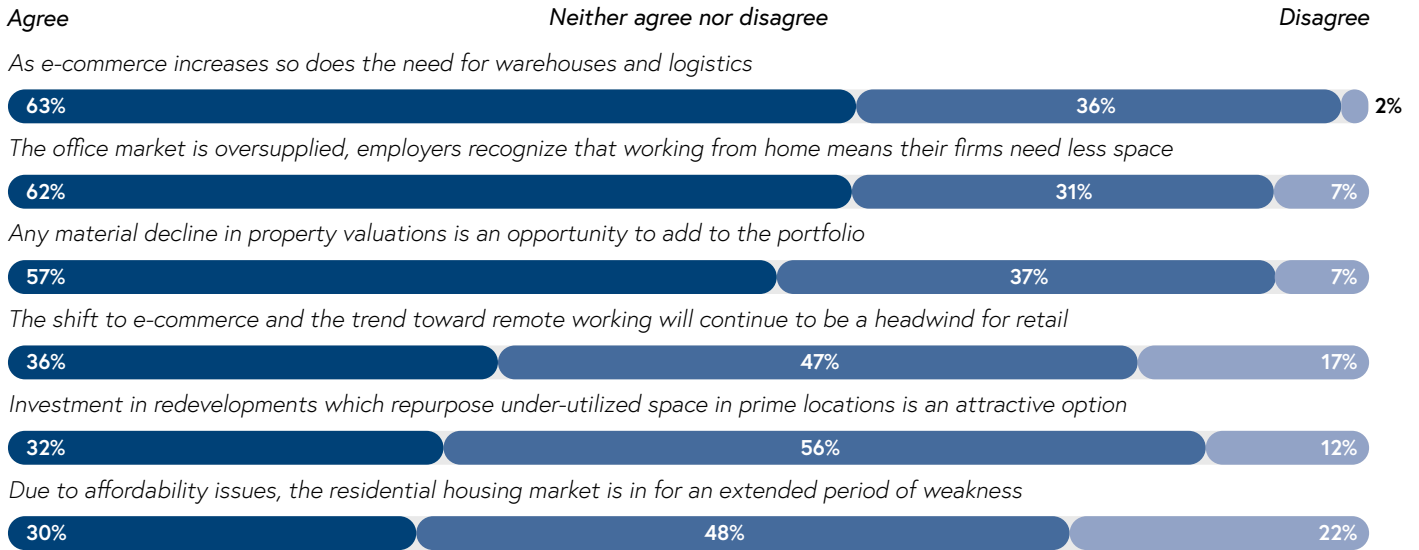 Agree Neither agree nor disagree Disagree
As e-commerce increases so does the need for warehouses and logistics
63% 36% 2%
The office market is oversupplied, employers recognize that working from home means their firms need less space
62% 31% 7%
Any material decline in property valuations is an opportunity to add to the portfolio
57% 37% 7%
The shift to e-commerce and the trend toward remote working will continue to be a headwind for retail
36% 47% 17%
Investment in redevelopments which repurpose under-utilized space in prime locations is an attractive option
32% 56% 12%
Due to affordability issues, the residential housing market is in for an extended period of weakness
30% 48% 22%